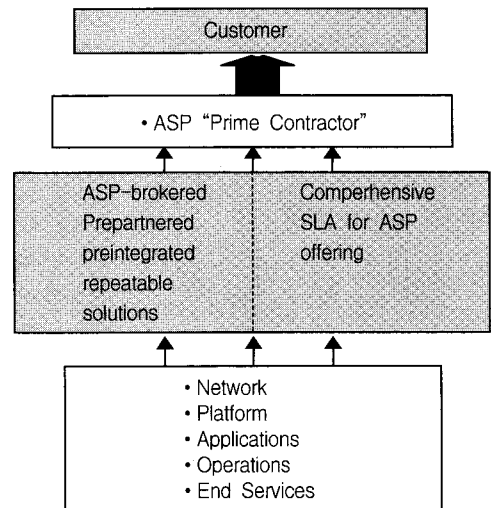 Customer
• ASP “Prime Contractor”
ASP-brokered
Prepartnered
preintegrated
repeatable
solutions
Comperhensive
SLA for ASP
offering
• Network
• Platform
• Applications
• Operations
• End Services